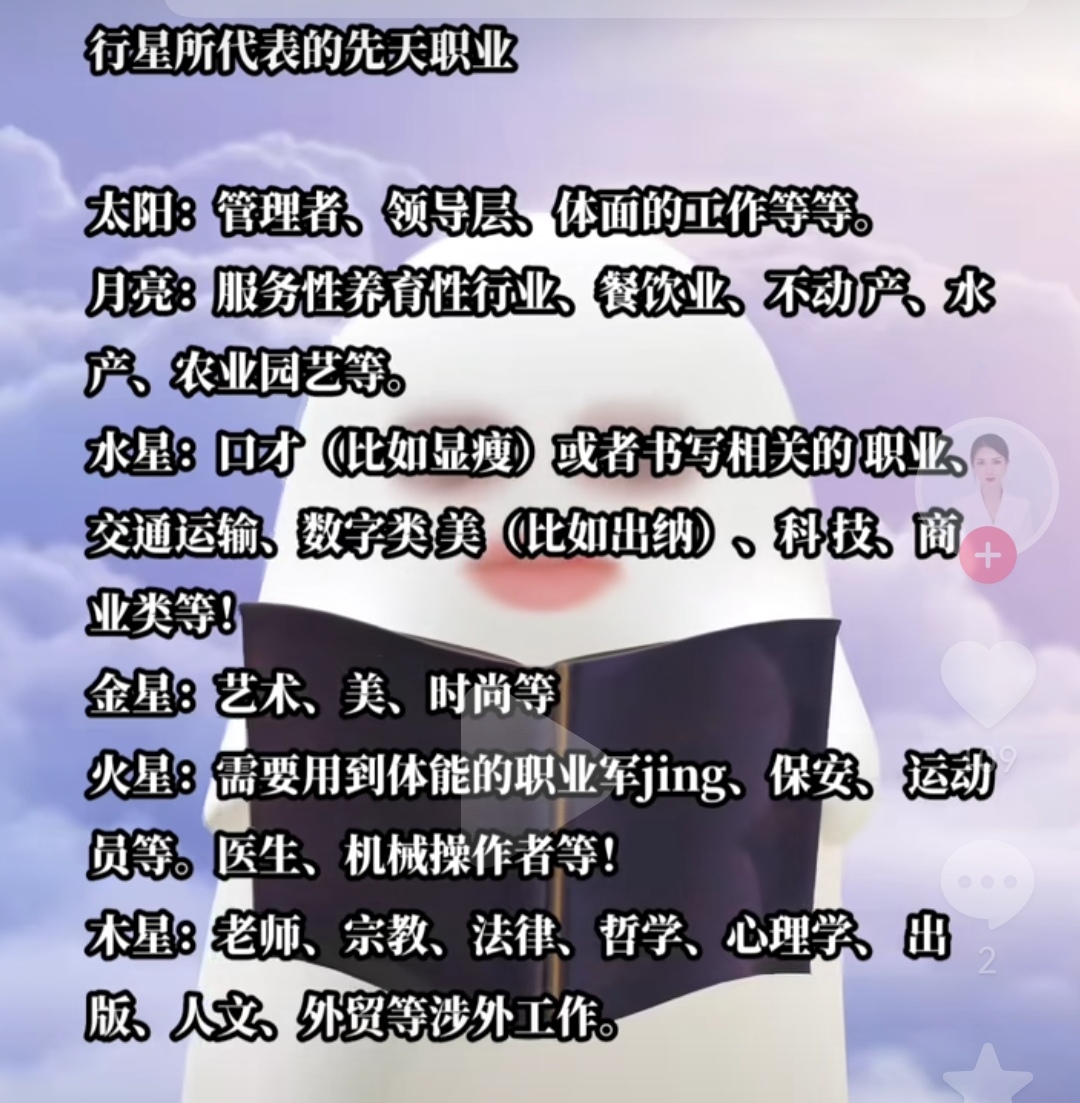 行星所代表的先天职业
太阳：管理者、领导层、体面的工作等等。
月亮：服务性养育性行业、餐饮业、不动产、水
产、农业园艺等。
水星：口才（比如显瘦）或者书写相关的职业、
交通运输、数字类美（比如出纳）、科技、商
业类等！
金星：艺术、美、时尚等
火星：需要用到体能的职业军jing、保安、运动
员等。医生、机械操作者等！
木星：老师、宗教、法律、哲学、心理学、出
版、人文、外贸等涉外工作。
2